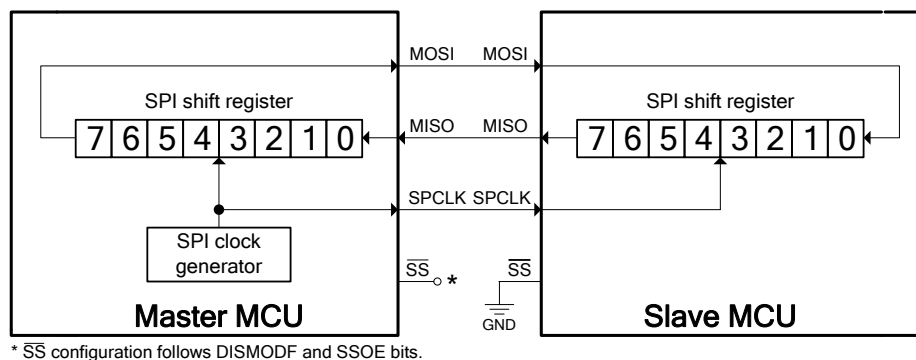 MOSI MOSI
SPI shift register
SPI shift register
7 6 5 4 3 2 1 0
MISO MISO
7 6 5 4 3 2 1 0
SPCLK SPCLK
SPI clock
generator
SS *
SS
GND
Master MCU
Slave MCU
* SS configuration follows DISMODF and SSOE bits.